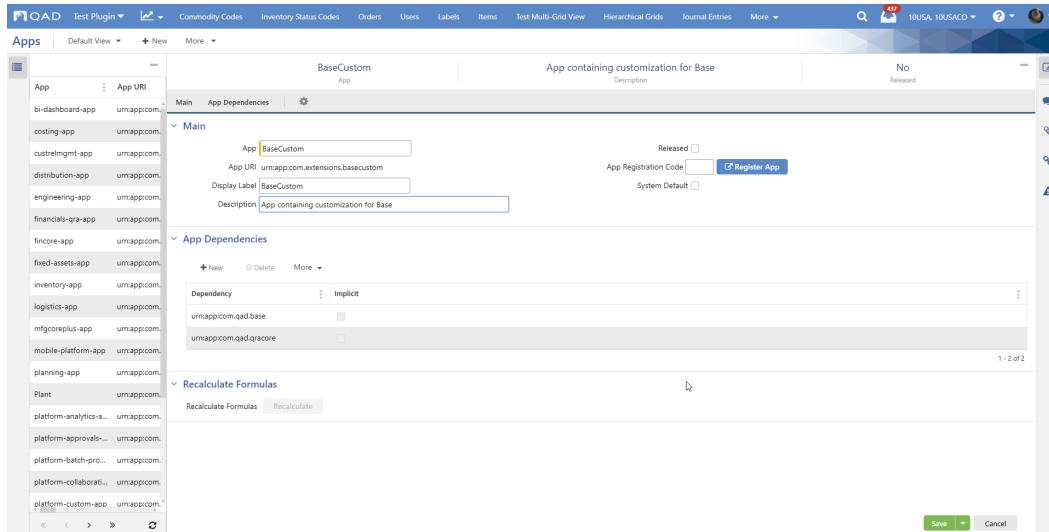 QAD Test Plugin Commodity Codes Inventory Status Codes Orders Users Labels Items Test Multi-Grid View Hierarchical Grids Journal Entries More 437 10USA, 10USACO
Apps Default View + New More
BaseCustom App containing customization for Base No
App Description Released
App App URI
Main App Dependencies
bi-dashboard-app urn:app:com.
costing-app urn:app:com.
custrelmgmt-app urn:app:com.
distribution-app urn:app:com.
engineering-app urn:app:com.
financials-qra-app urn:app:com.
fincore-app urn:app:com.
fixed-assets-app urn:app:com.
inventory-app urn:app:com.
logistics-app urn:app:com.
mfgcoreplus-app urn:app:com.
mobile-platform-app urn:app:com.
planning-app urn:app:com.
Plant urn:app:com.
platform-analytics-a... urn:app:com.
platform-approvals-... urn:app:com.
platform-batch-pro... urn:app:com.
platform-collaborati... urn:app:com.
platform-custom-app urn:app:com.
Main
App BaseCustom Released
App URI urn:app:com.extensions.basecustom App Registration Code Register App
Display Label BaseCustom System Default
Description App containing customization for Base
App Dependencies
+ New Delete More
Dependency Implicit
urn:app:com.qad.base
urn:app:com.qad.qracore
1 - 2 of 2
Recalculate Formulas
Recalculate Formulas Recalculate
Save Cancel